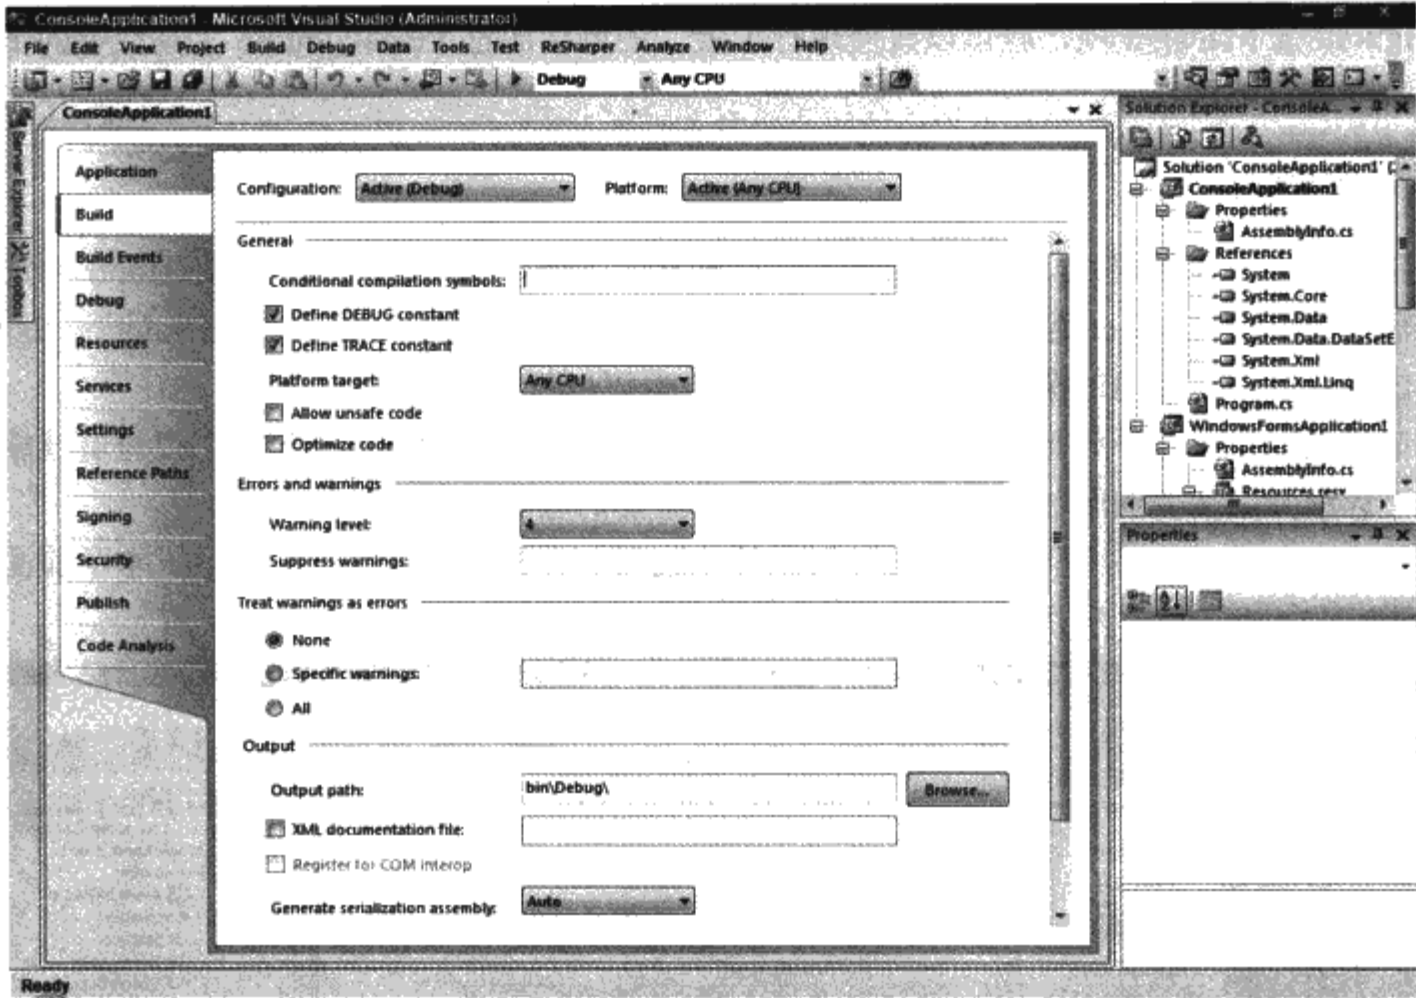 ConsoleApplication1 - Microsoft Visual Studio (Administrator)
File Edit View Project Build Debug Data Tools Test ReSharper Analyze Window Help
Debug Any CPU
Server Explorer
Toolbox
ConsoleApplication1
Application
Build
Build Events
Debug
Resources
Services
Settings
Reference Paths
Signing
Security
Publish
Code Analysis
Configuration: Active (Debug) Platform: Active (Any CPU)
General
Conditional compilation symbols:
Define DEBUG constant
Define TRACE constant
Platform target: Any CPU
Allow unsafe code
Optimize code
Errors and warnings
Warning level: 4
Suppress warnings:
Treat warnings as errors
None
Specific warnings:
All
Output
Output path: bin\Debug\ Browse...
XML documentation file:
Register for COM interop
Generate serialization assembly: Auto
Solution Explorer - ConsoleA...
Solution 'ConsoleApplication1' (
ConsoleApplication1
Properties
AssemblyInfo.cs
References
System
System.Core
System.Data
System.Data.DataSetE
System.Xml
System.Xml.Linq
Program.cs
WindowsFormsApplication1
Properties
AssemblyInfo.cs
Resources.resx
Properties
Ready